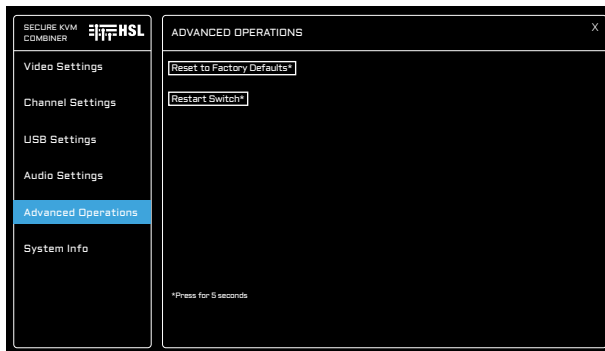 SECURE KVM
COMBINER
HSL
ADVANCED OPERATIONS
X
Video Settings
Channel Settings
USB Settings
Audio Settings
Advanced Operations
System Info
Reset to Factory Defaults*
Restart Switch*
*Press for 5 seconds